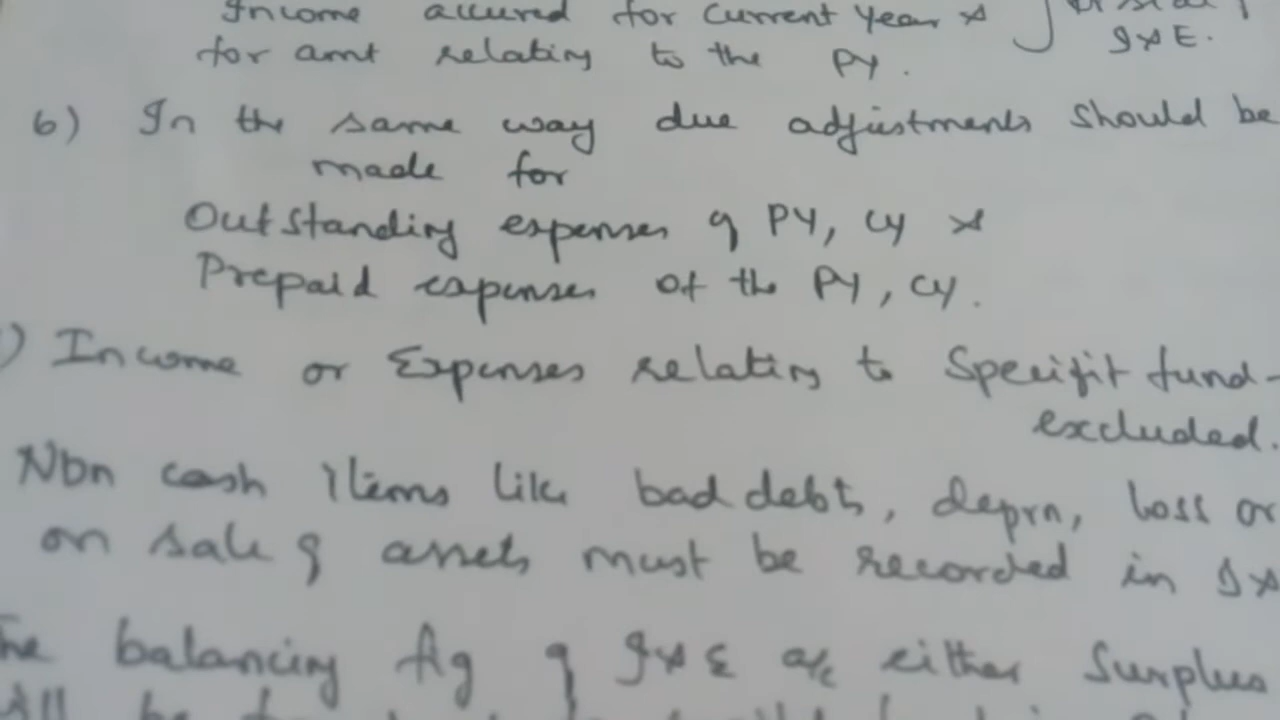 Income accured for current year &
for amt relating to the PY.
I & E.
6) In the same way due adjustments should be
made for
Outstanding expenses of PY, CY &
Prepaid expenses of the PY, CY.
) Income or Expenses relating to Specifit fund-
excluded.
Non cash items like bad debts, deprn, loss or
on sale of assets must be recorded in I &
The balancing fig of I & E a/c either Surplus